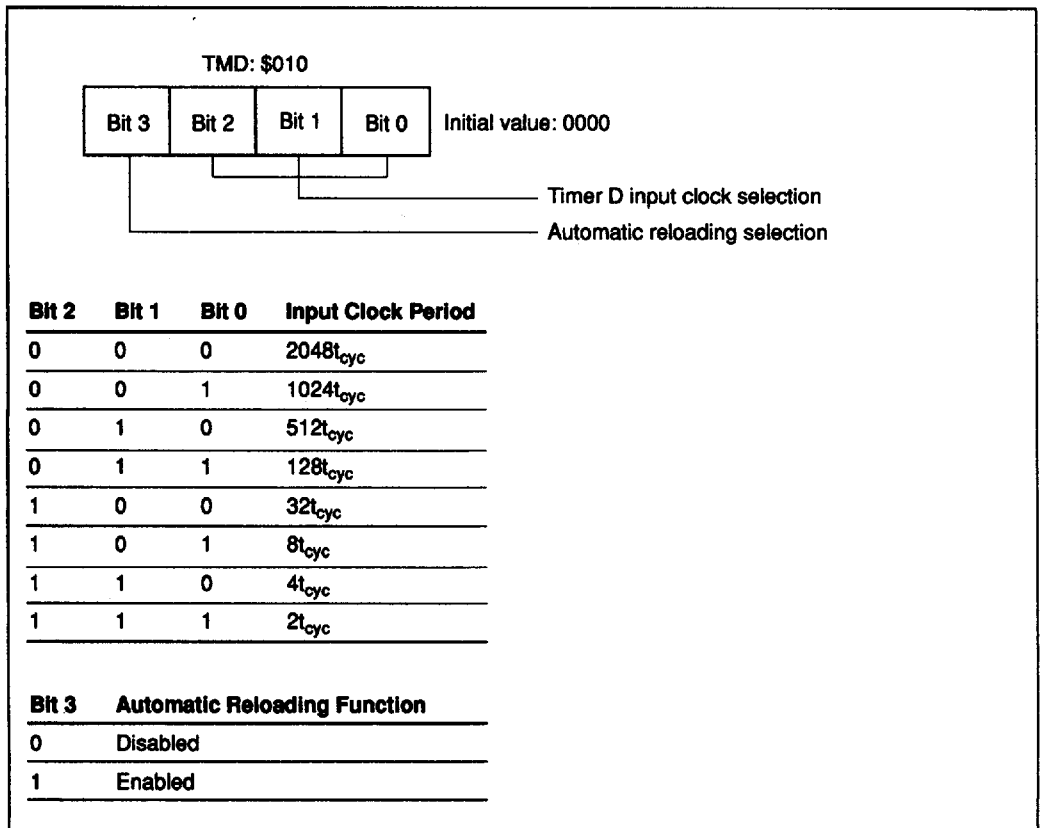 TMD: $010
Bit 3 Bit 2 Bit 1 Bit 0 Initial value: 0000
Timer D input clock selection
Automatic reloading selection
Bit 2 Bit 1 Bit 0 Input Clock Period
0 0 0 2048tcyc
0 0 1 1024tcyc
0 1 0 512tcyc
0 1 1 128tcyc
1 0 0 32tcyc
1 0 1 8tcyc
1 1 0 4tcyc
1 1 1 2tcyc
Bit 3 Automatic Reloading Function
0 Disabled
1 Enabled